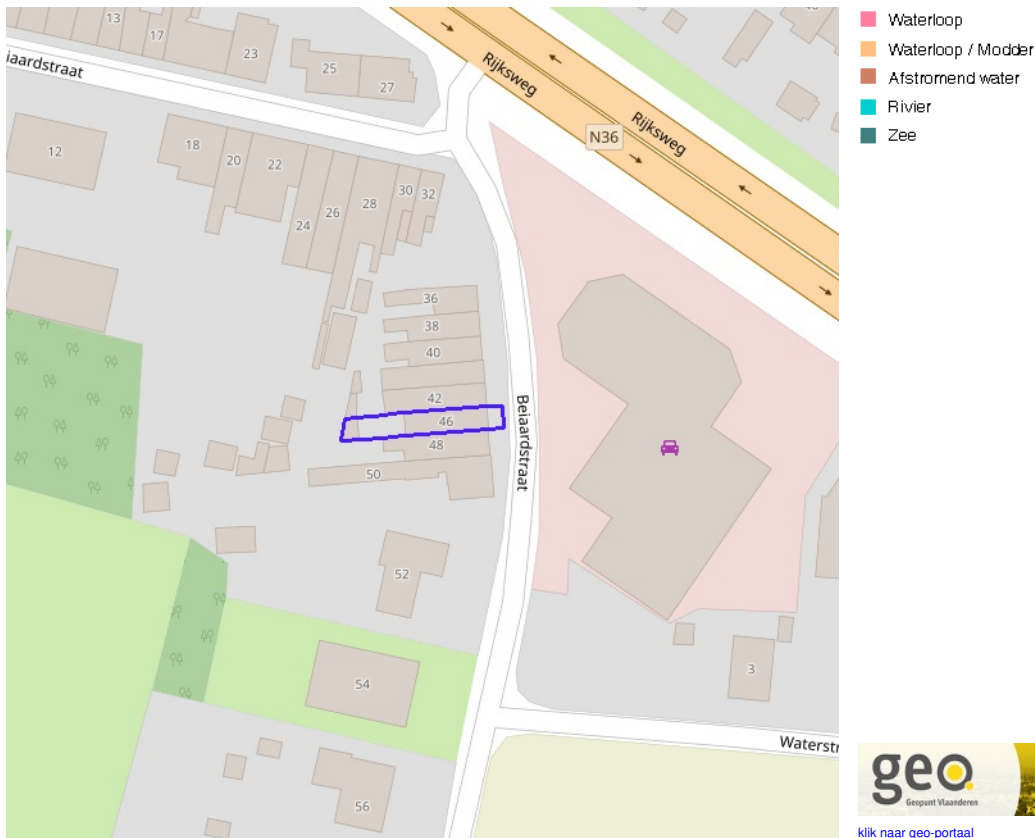 13
17
23
25
27
iaardstraat
Rijksweg
Rijksweg
N36
12
18
20
22
24
26
28
30
32
36
38
40
42
46
48
50
Beiaardstraat
52
54
56
3
Waterstr
Waterloop
Waterloop / Modder
Afstromend water
Rivier
Zee
geo
Geopunt Vlaanderen
klik naar geo-portaal